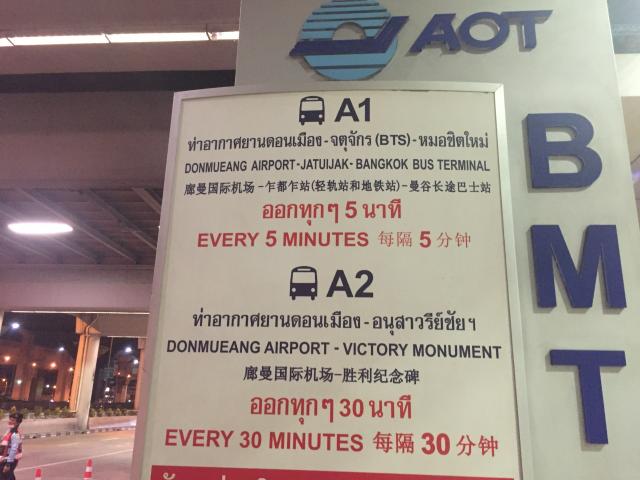 AOT
A1
ท่าอากาศยานดอนเมือง-จตุจักร (BTS)-หมอชิตใหม่
DONMUEANG AIRPORT-JATUIJAK- BANGKOK BUS TERMINAL
廊曼国际机场-乍都乍站(轻轨站和地铁站)-曼谷长途巴士站
ออกทุกๆ 5 นาที
EVERY 5 MINUTES 每隔 5 分钟
A2
ท่าอากาศยานดอนเมือง - อนุสาวรีย์ชัยฯ
DONMUEANG AIRPORT - VICTORY MONUMENT
廊曼国际机场-胜利纪念碑
ออกทุกๆ 30 นาที
EVERY 30 MINUTES 每隔 30 分钟
BMT